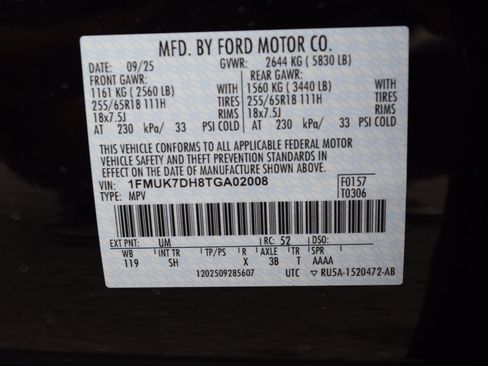 MFD. BY FORD MOTOR CO.
DATE: 09/25 GVWR: 2644 KG ( 5830 LB)
FRONT GAWR: REAR GAWR:
1161 KG ( 2560 LB) 1560 KG ( 3440 LB)
255/65R18 111H TIRES 255/65R18 111H
18x7.5J RIMS 18x7.5J
AT 230 kPa/ 33 PSI COLD AT 230 kPa/ 33 PSI COLD
WITH TIRES RIMS
THIS VEHICLE CONFORMS TO ALL APPLICABLE FEDERAL MOTOR
VEHICLE SAFETY AND THEFT PREVENTION STANDARDS IN
EFFECT ON THE DATE OF MANUFACTURE SHOWN ABOVE.
VIN: 1FMUK7DH8TGA02008 F0157
TYPE: MPV T0306
EXT PNT: UM RC: 52 DSO:
WB INT TR TP/PS R AXLE TR SPR
119 SH X 3B T AAAA
1202509285607 UTC RU5A-1520472-AB